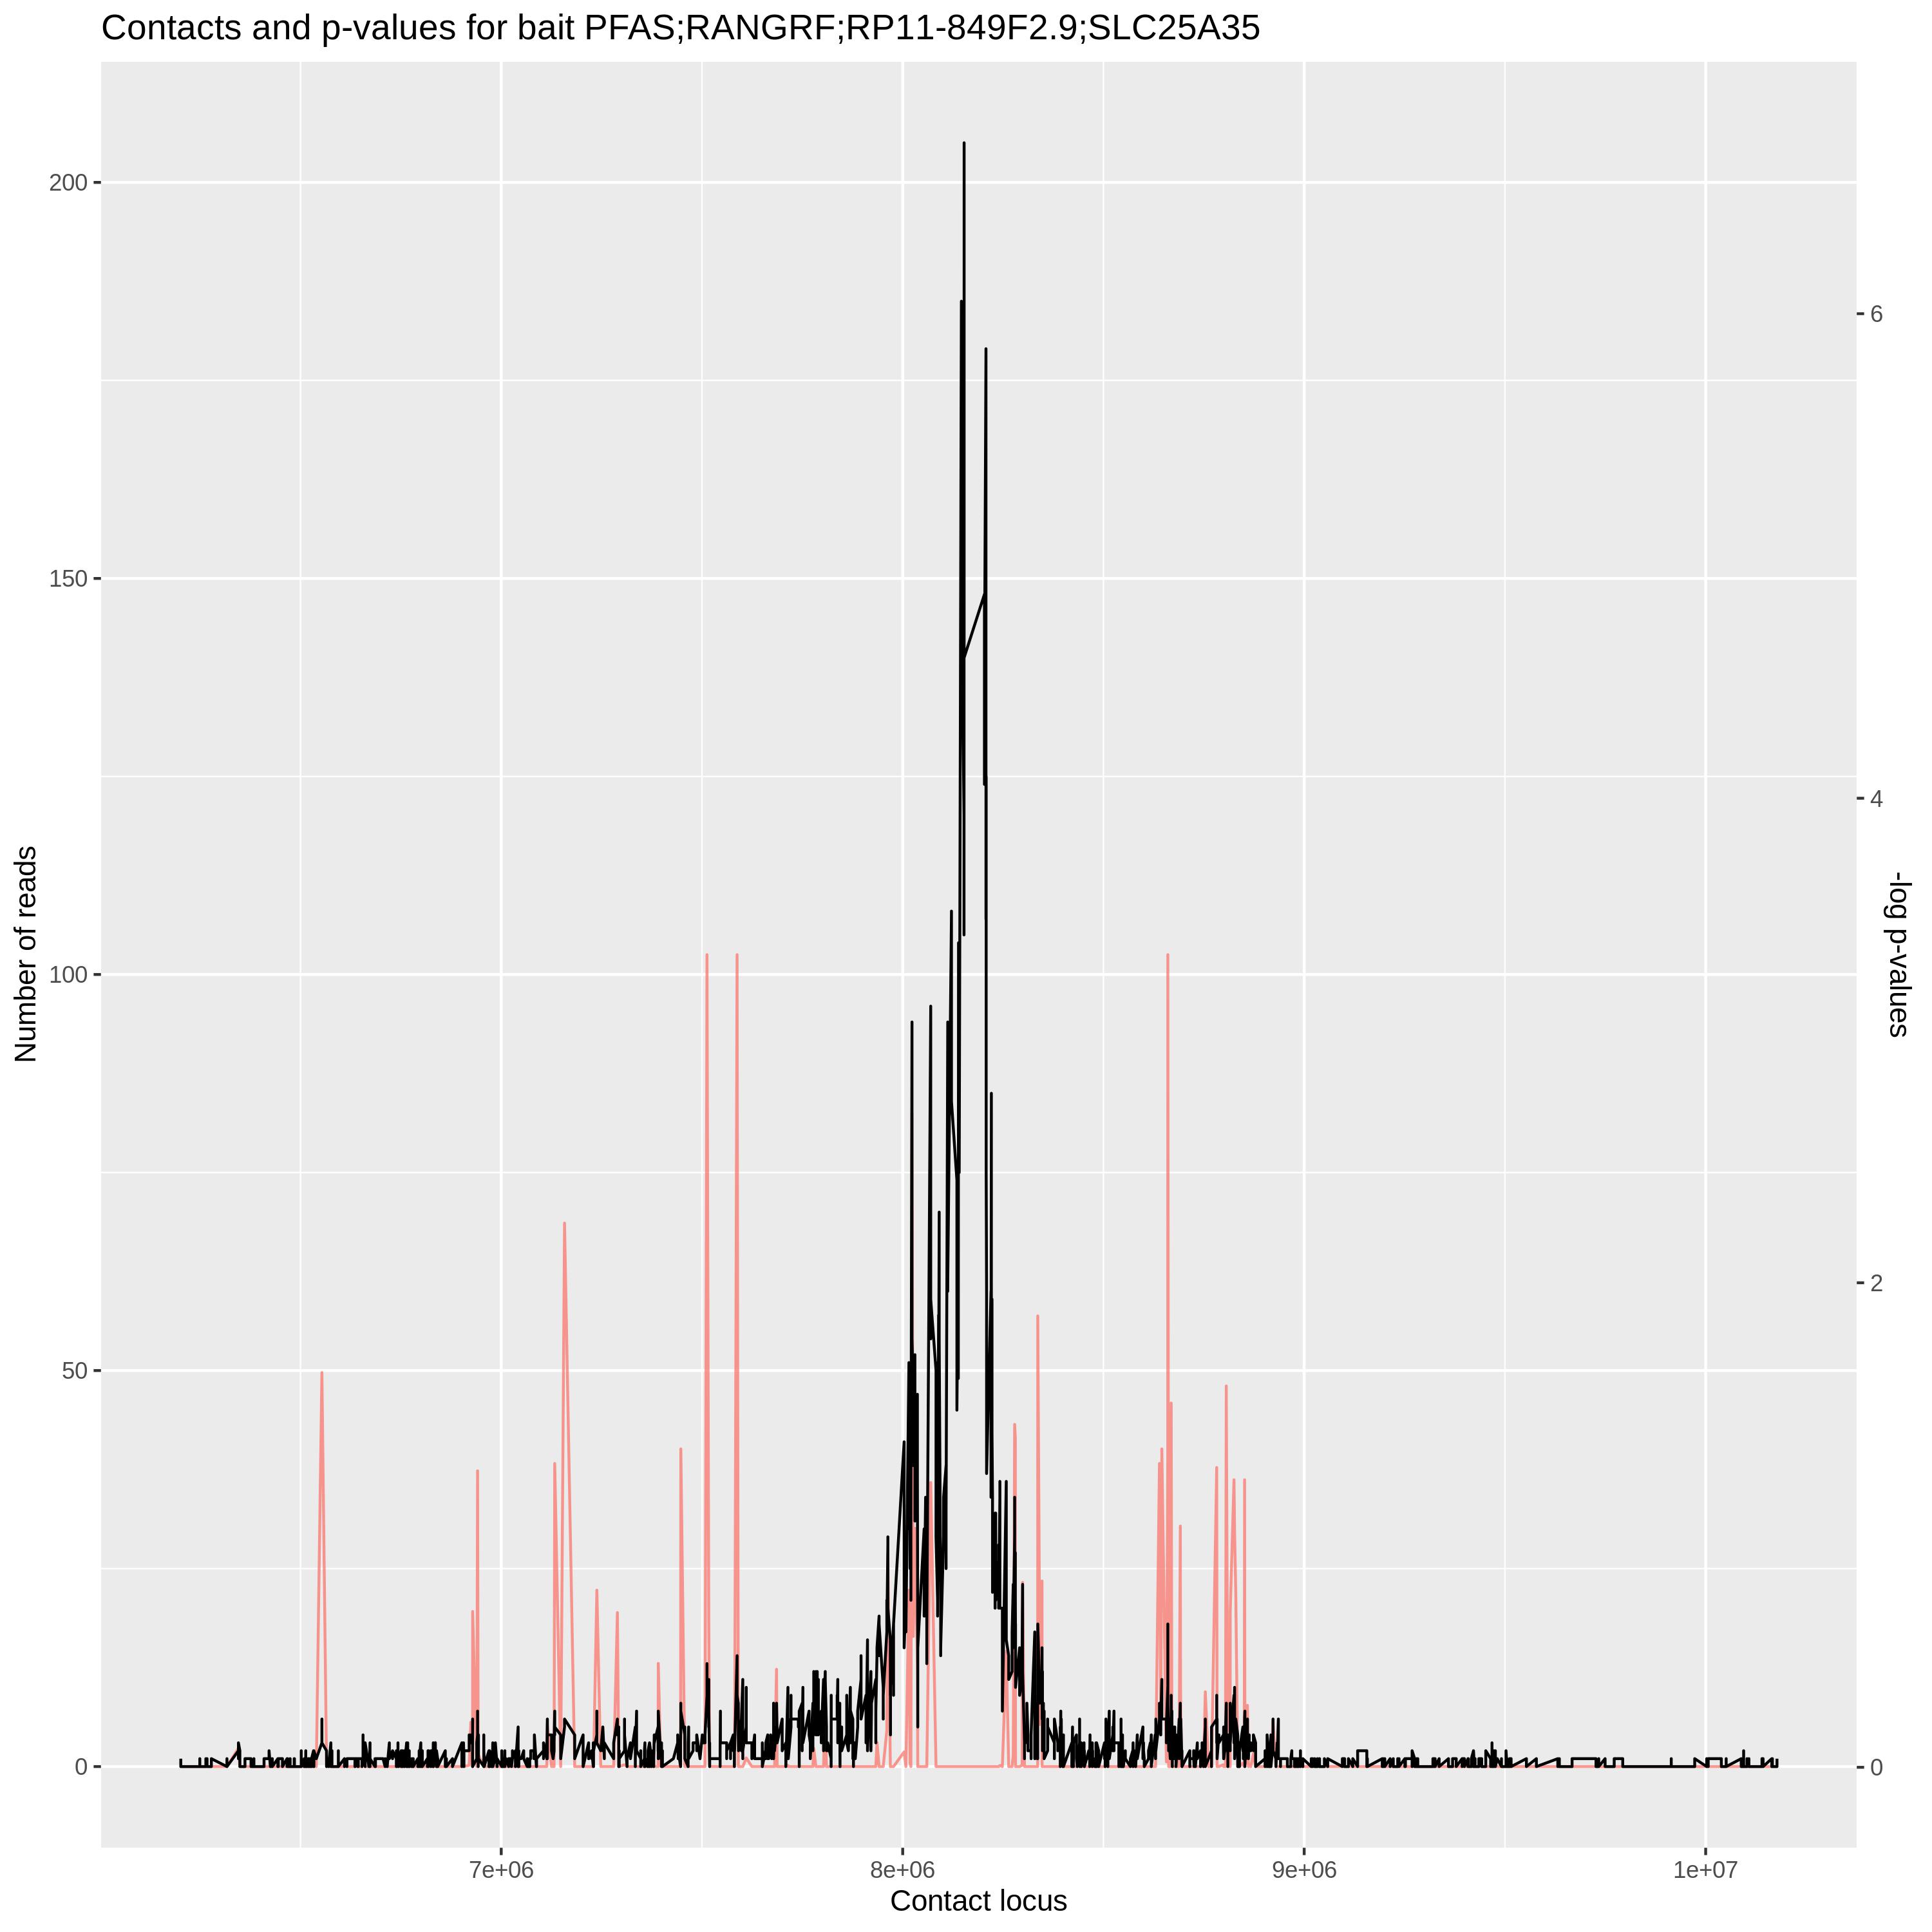 Contacts and p-values for bait PFAS;RANGRF;RP11-849F2.9;SLC25A35
200
150
100
50
0
Number of reads
6
4
2
0
-log p-values
7e+06
8e+06
9e+06
1e+07
Contact locus